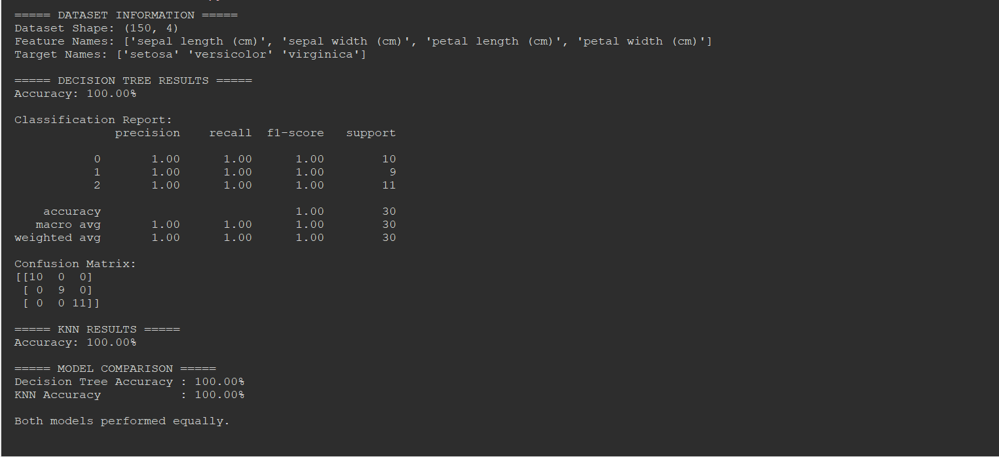 ===== DATASET INFORMATION =====
Dataset Shape: (150, 4)
Feature Names: ['sepal length (cm)', 'sepal width (cm)', 'petal length (cm)', 'petal width (cm)']
Target Names: ['setosa' 'versicolor' 'virginica']

===== DECISION TREE RESULTS =====
Accuracy: 100.00%

Classification Report:
              precision    recall  f1-score   support

           0       1.00      1.00      1.00        10
           1       1.00      1.00      1.00         9
           2       1.00      1.00      1.00        11

    accuracy                           1.00        30
   macro avg       1.00      1.00      1.00        30
weighted avg       1.00      1.00      1.00        30

Confusion Matrix:
[[10  0  0]
 [ 0  9  0]
 [ 0  0 11]]

===== KNN RESULTS =====
Accuracy: 100.00%

===== MODEL COMPARISON =====
Decision Tree Accuracy : 100.00%
KNN Accuracy           : 100.00%

Both models performed equally.